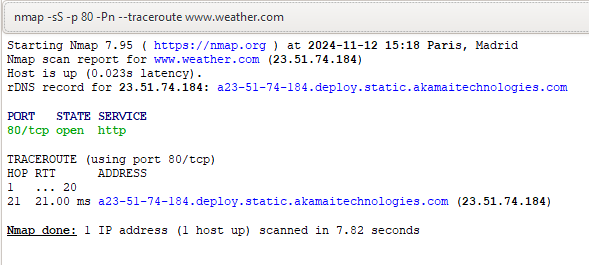 nmap -sS -p 80 -Pn --traceroute www.weather.com
Starting Nmap 7.95 ( https://nmap.org ) at 2024-11-12 15:18 Paris, Madrid
Nmap scan report for www.weather.com (23.51.74.184)
Host is up (0.023s latency).
rDNS record for 23.51.74.184: a23-51-74-184.deploy.static.akamaitechnologies.com
PORT   STATE SERVICE
80/tcp open  http
TRACEROUTE (using port 80/tcp)
HOP RTT      ADDRESS
1   ... 20
21  21.00 ms a23-51-74-184.deploy.static.akamaitechnologies.com (23.51.74.184)
Nmap done: 1 IP address (1 host up) scanned in 7.82 seconds